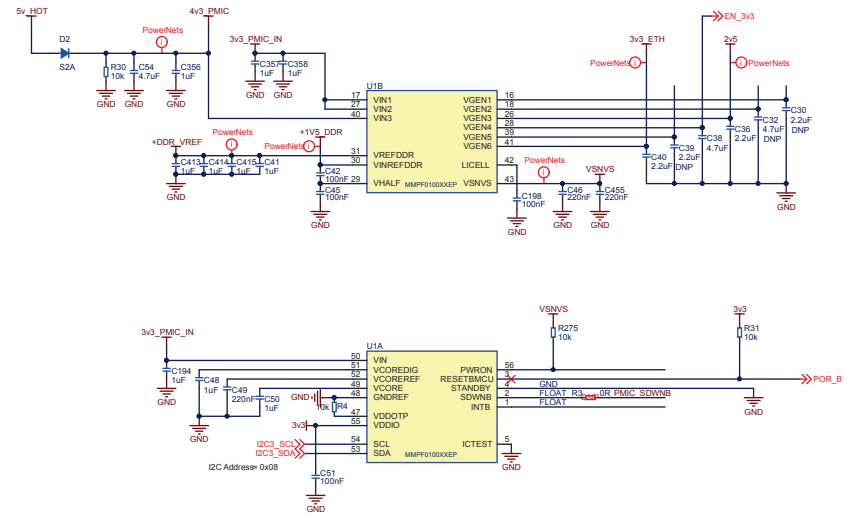 5v_HOT
4v3_PMIC
EN_3v3
D2
S2A
PowerNets
3v3_PMIC_IN
3v3_ETH
2v5
PowerNets
PowerNets
R30
10k
C54
4.7uF
C356
1uF
C357
1uF
C358
1uF
GND
GND
GND
GND
GND
U1B
17 VIN1 VGEN1 16
27 VIN2 VGEN2 18
40 VIN3 VGEN3 26
VGEN4 28
VGEN5 39
VGEN6 41
31 VREFDDR
30 VINREFDDR LICELL 42
29 VHALF VSNVS 43
MMPF0100XXEP
+DDR_VREF
PowerNets
+1V5_DDR
PowerNets
C413
1uF
C414
1uF
C415
1uF
C41
1uF
GND
C42
100nF
C45
100nF
GND
PowerNets
VSNVS
C198
100nF
GND
C46
220nF
GND
C455
220nF
GND
C40
2.2uF
C39
2.2uF
DNP
C38
4.7uF
C36
2.2uF
C32
4.7uF
DNP
C30
2.2uF
DNP
GND
3v3_PMIC_IN
C194
1uF
GND
C48
1uF
C49
220nF
C50
1uF
GND
10k R4
3v3
I2C3_SCL
I2C3_SDA
I2C Address= 0x08
C51
100nF
GND
U1A
50 VIN
51 VCOREDIG PWRON 56
52 VCOREREF RESETBMCU 3
49 VCORE STANDBY 4
48 GNDREF SDWNB 2
INTB 1
47 VDDOTP
55 VDDIO
54 SCL ICTEST 5
53 SDA
MMPF0100XXEP
GND
VSNVS
R275
10k
3v3
R31
10k
POR_B
GND
FLOAT R3 0R PMIC_SDWNB
FLOAT
GND